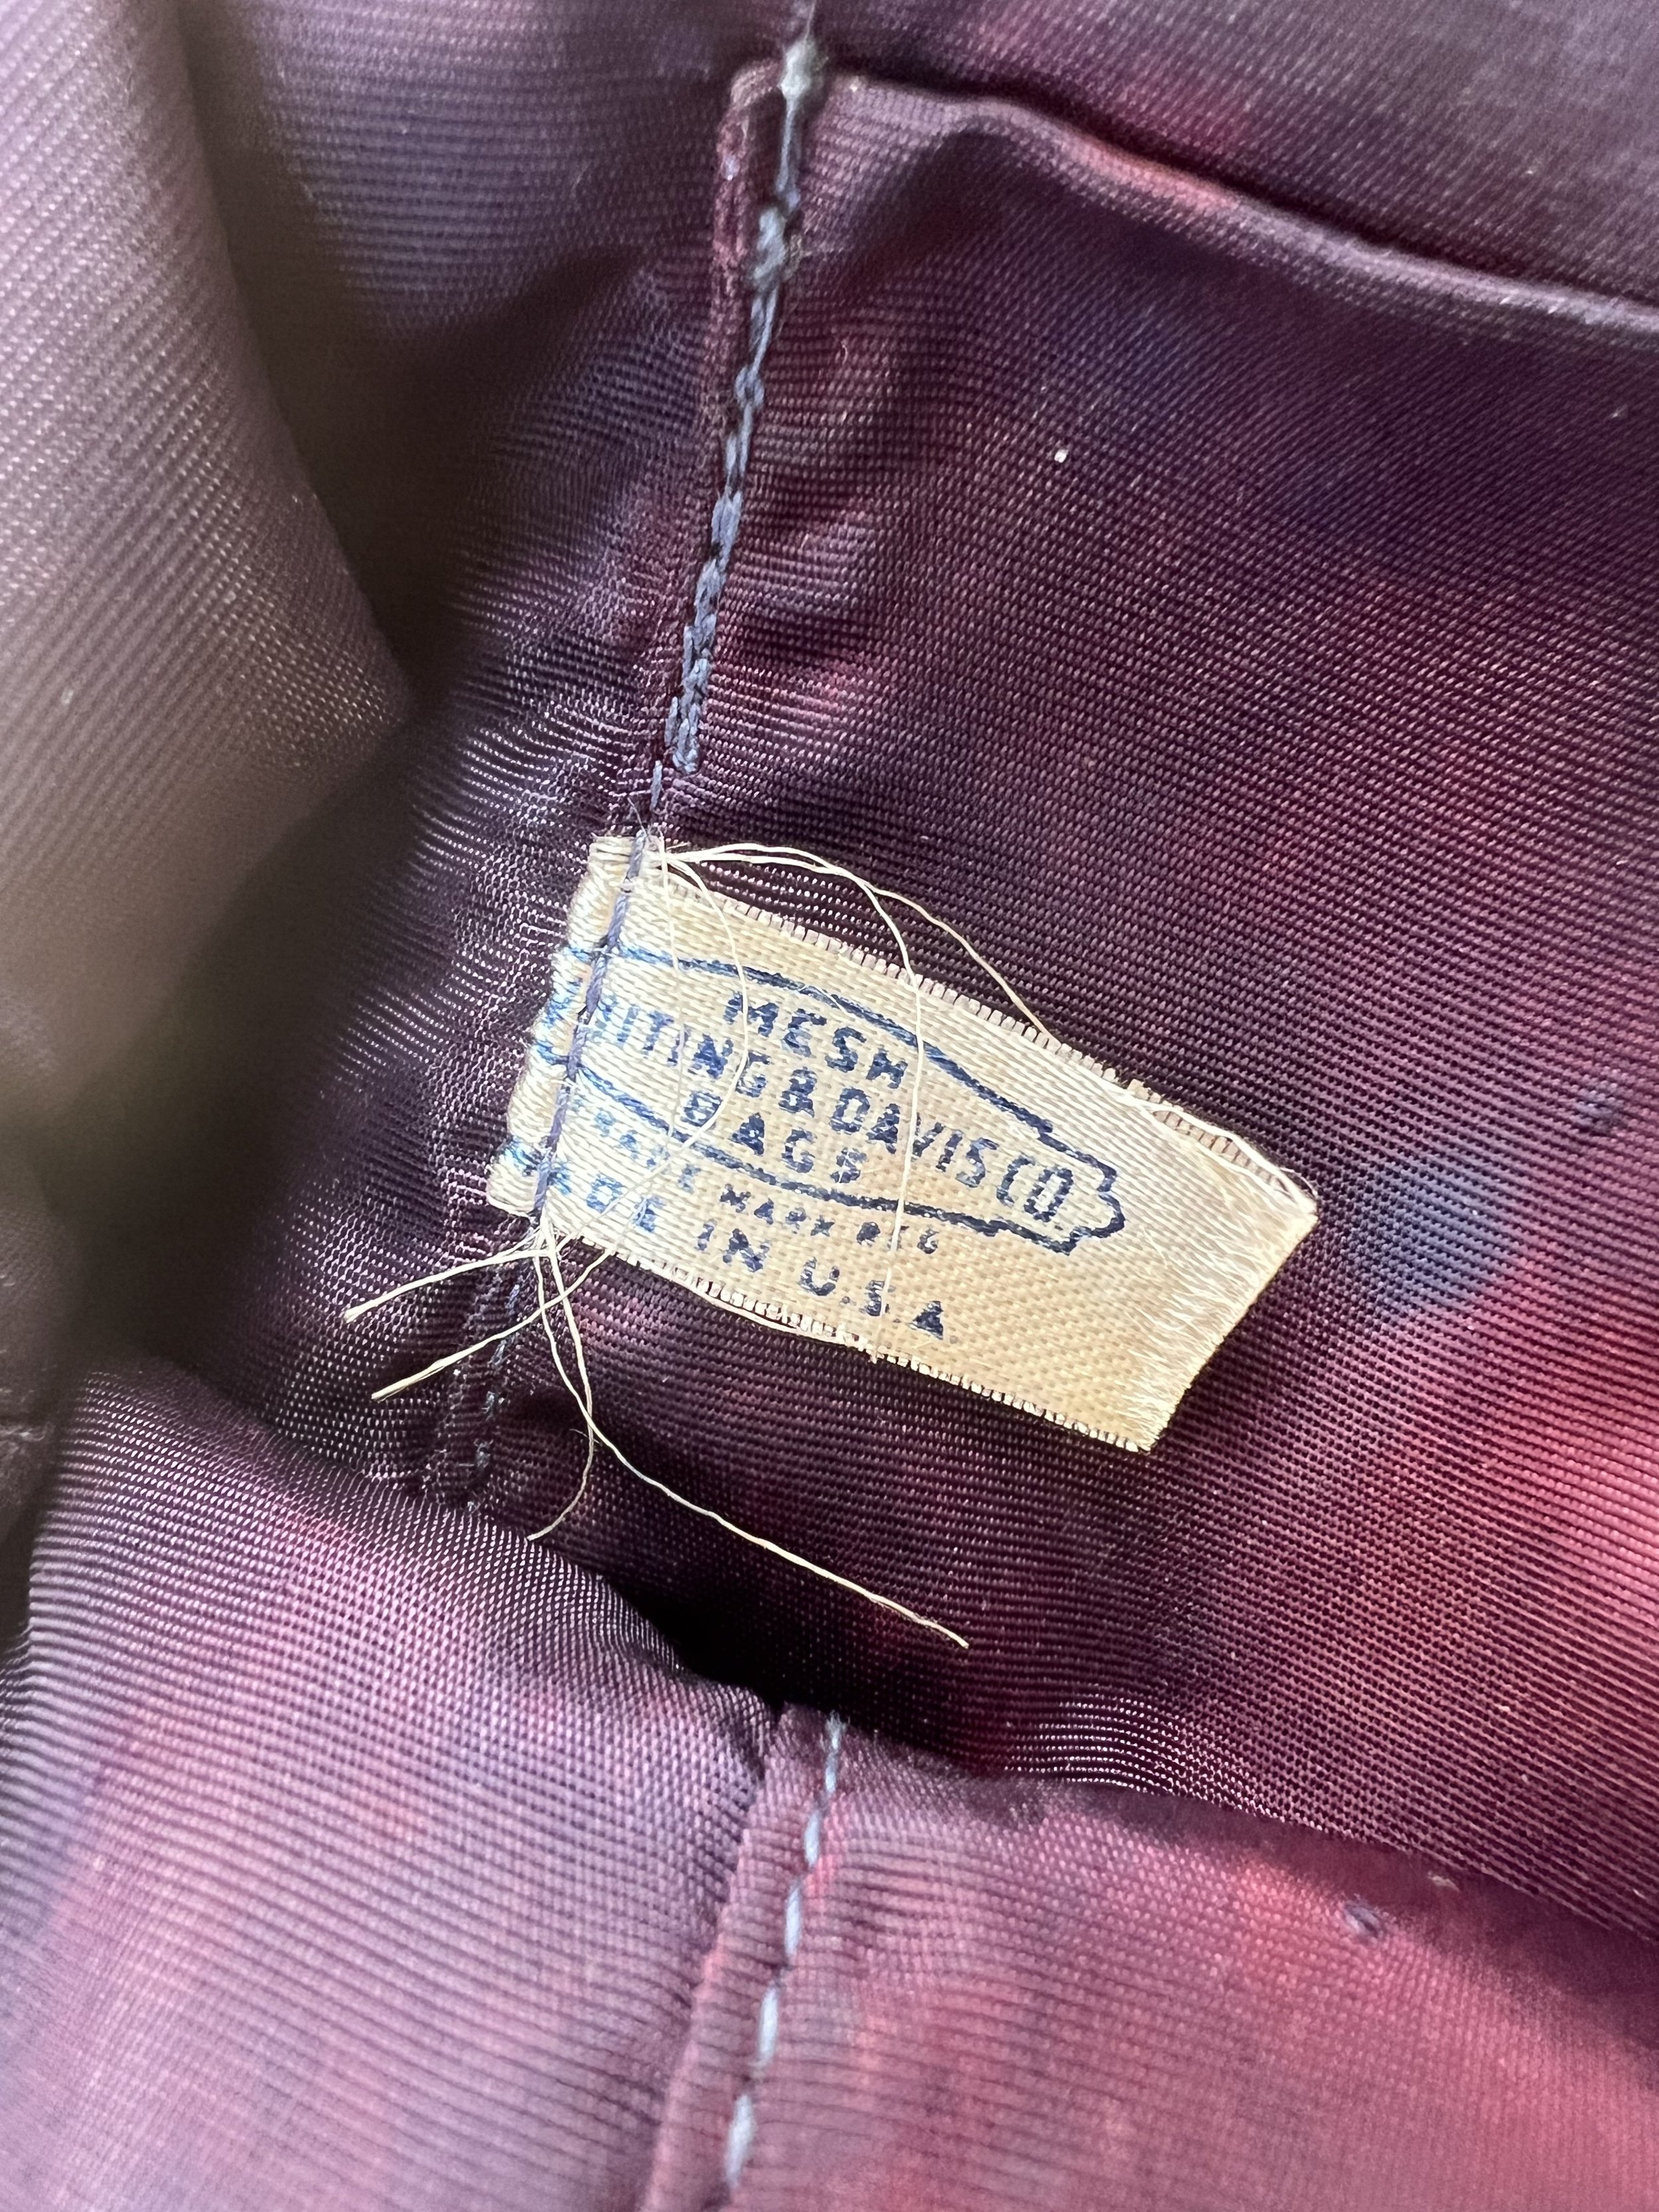 MESH
WHITING & DAVIS CO.
BAGS
TRADE MARK REG
MADE IN U.S.A.